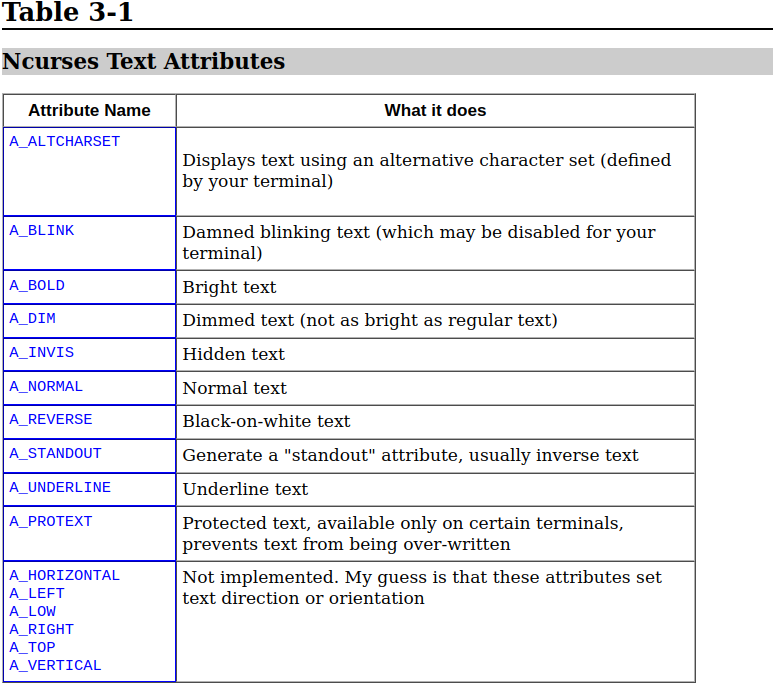 Table 3-1
Ncurses Text Attributes
Attribute Name What it does
A_ALTCHARSET
Displays text using an alternative character set (defined
by your terminal)
A_BLINK Damned blinking text (which may be disabled for your
terminal)
A_BOLD Bright text
A_DIM Dimmed text (not as bright as regular text)
A_INVIS Hidden text
A_NORMAL Normal text
A_REVERSE Black-on-white text
A_STANDOUT Generate a "standout" attribute, usually inverse text
A_UNDERLINE Underline text
A_PROTEXT Protected text, available only on certain terminals,
prevents text from being over-written
A_HORIZONTAL Not implemented. My guess is that these attributes set
A_LEFT text direction or orientation
A_LOW
A_RIGHT
A_TOP
A_VERTICAL